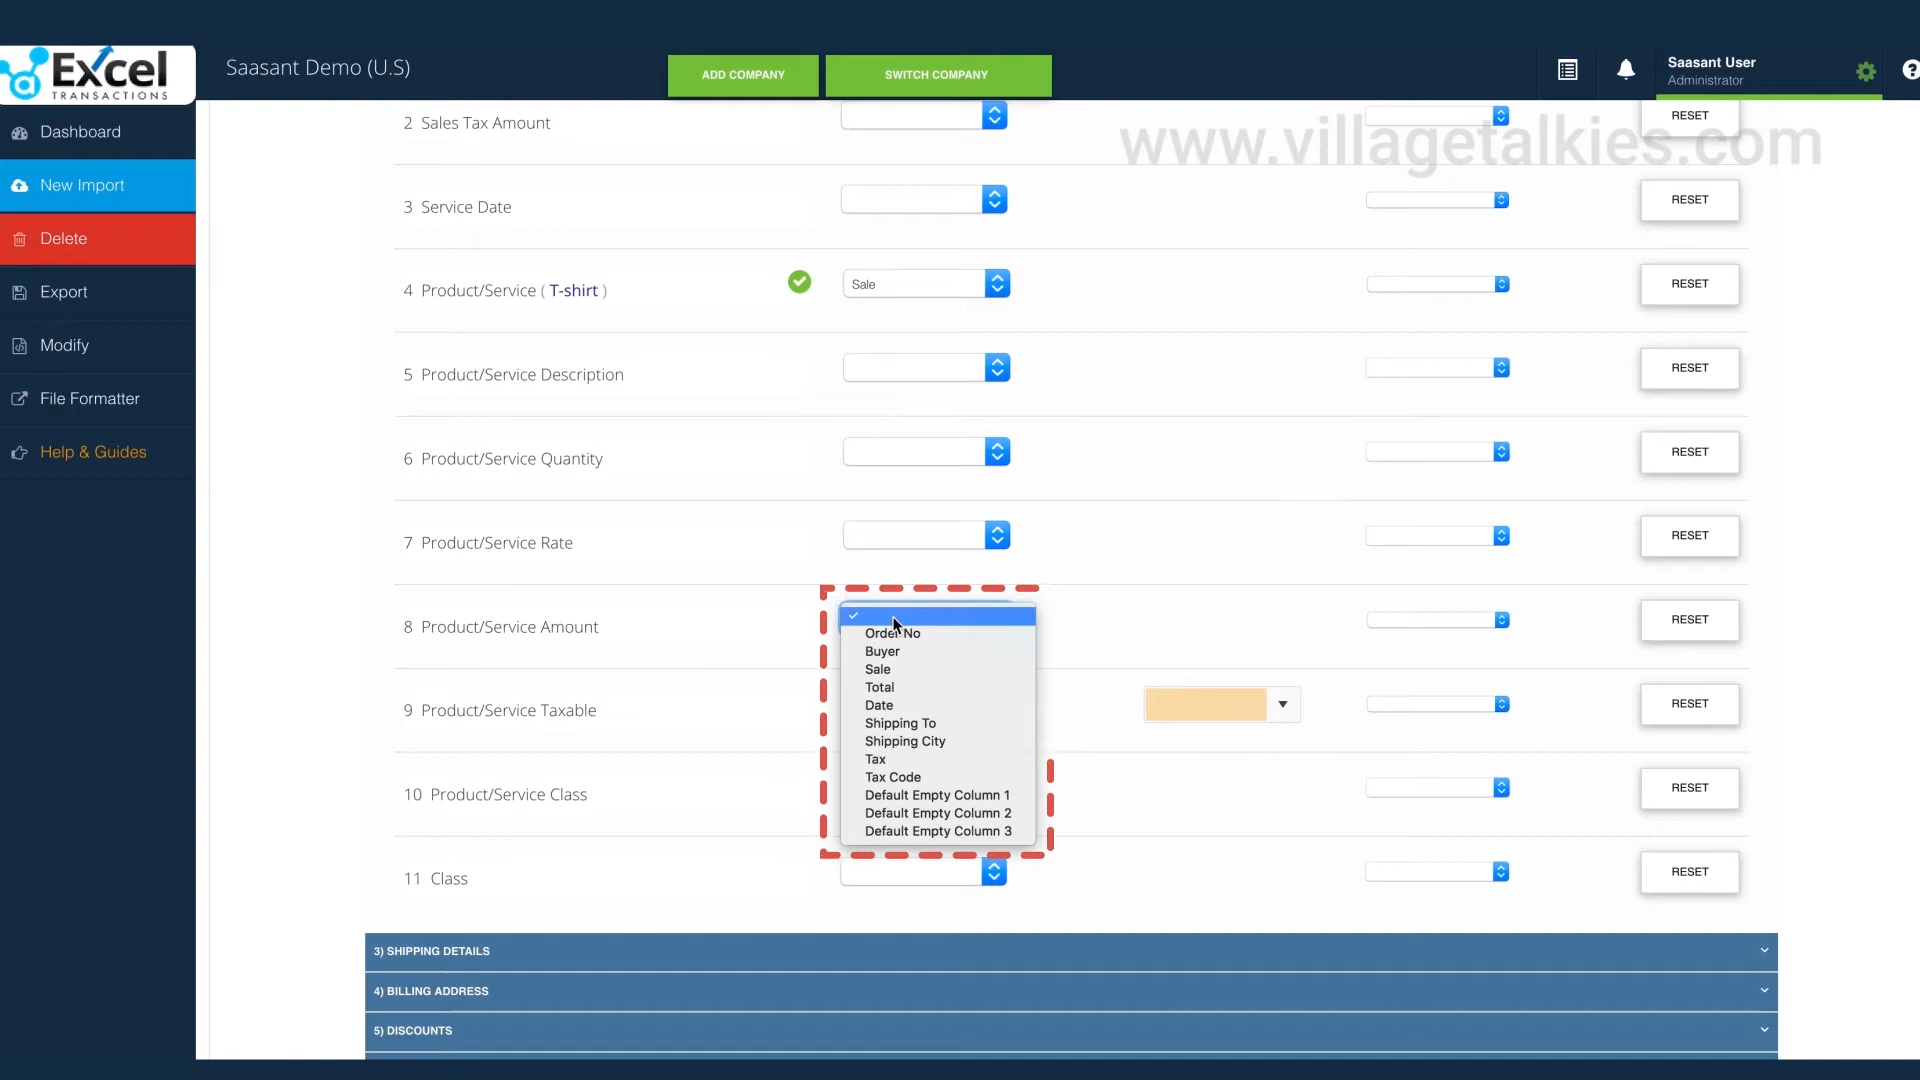 Excel
TRANSACTIONS
Saasant Demo (U.S)
ADD COMPANY
SWITCH COMPANY
Saasant User
Administrator
?
Dashboard
New Import
Delete
Export
Modify
File Formatter
Help & Guides
www.villagetalkies.com
2 Sales Tax Amount
RESET
3 Service Date
RESET
4 Product/Service ( T-shirt )
Sale
RESET
5 Product/Service Description
RESET
6 Product/Service Quantity
RESET
7 Product/Service Rate
RESET
8 Product/Service Amount
RESET
Order No
Buyer
Sale
Total
Date
Shipping To
Shipping City
Tax
Tax Code
Default Empty Column 1
Default Empty Column 2
Default Empty Column 3
9 Product/Service Taxable
RESET
10 Product/Service Class
RESET
11 Class
RESET
3) SHIPPING DETAILS
4) BILLING ADDRESS
5) DISCOUNTS